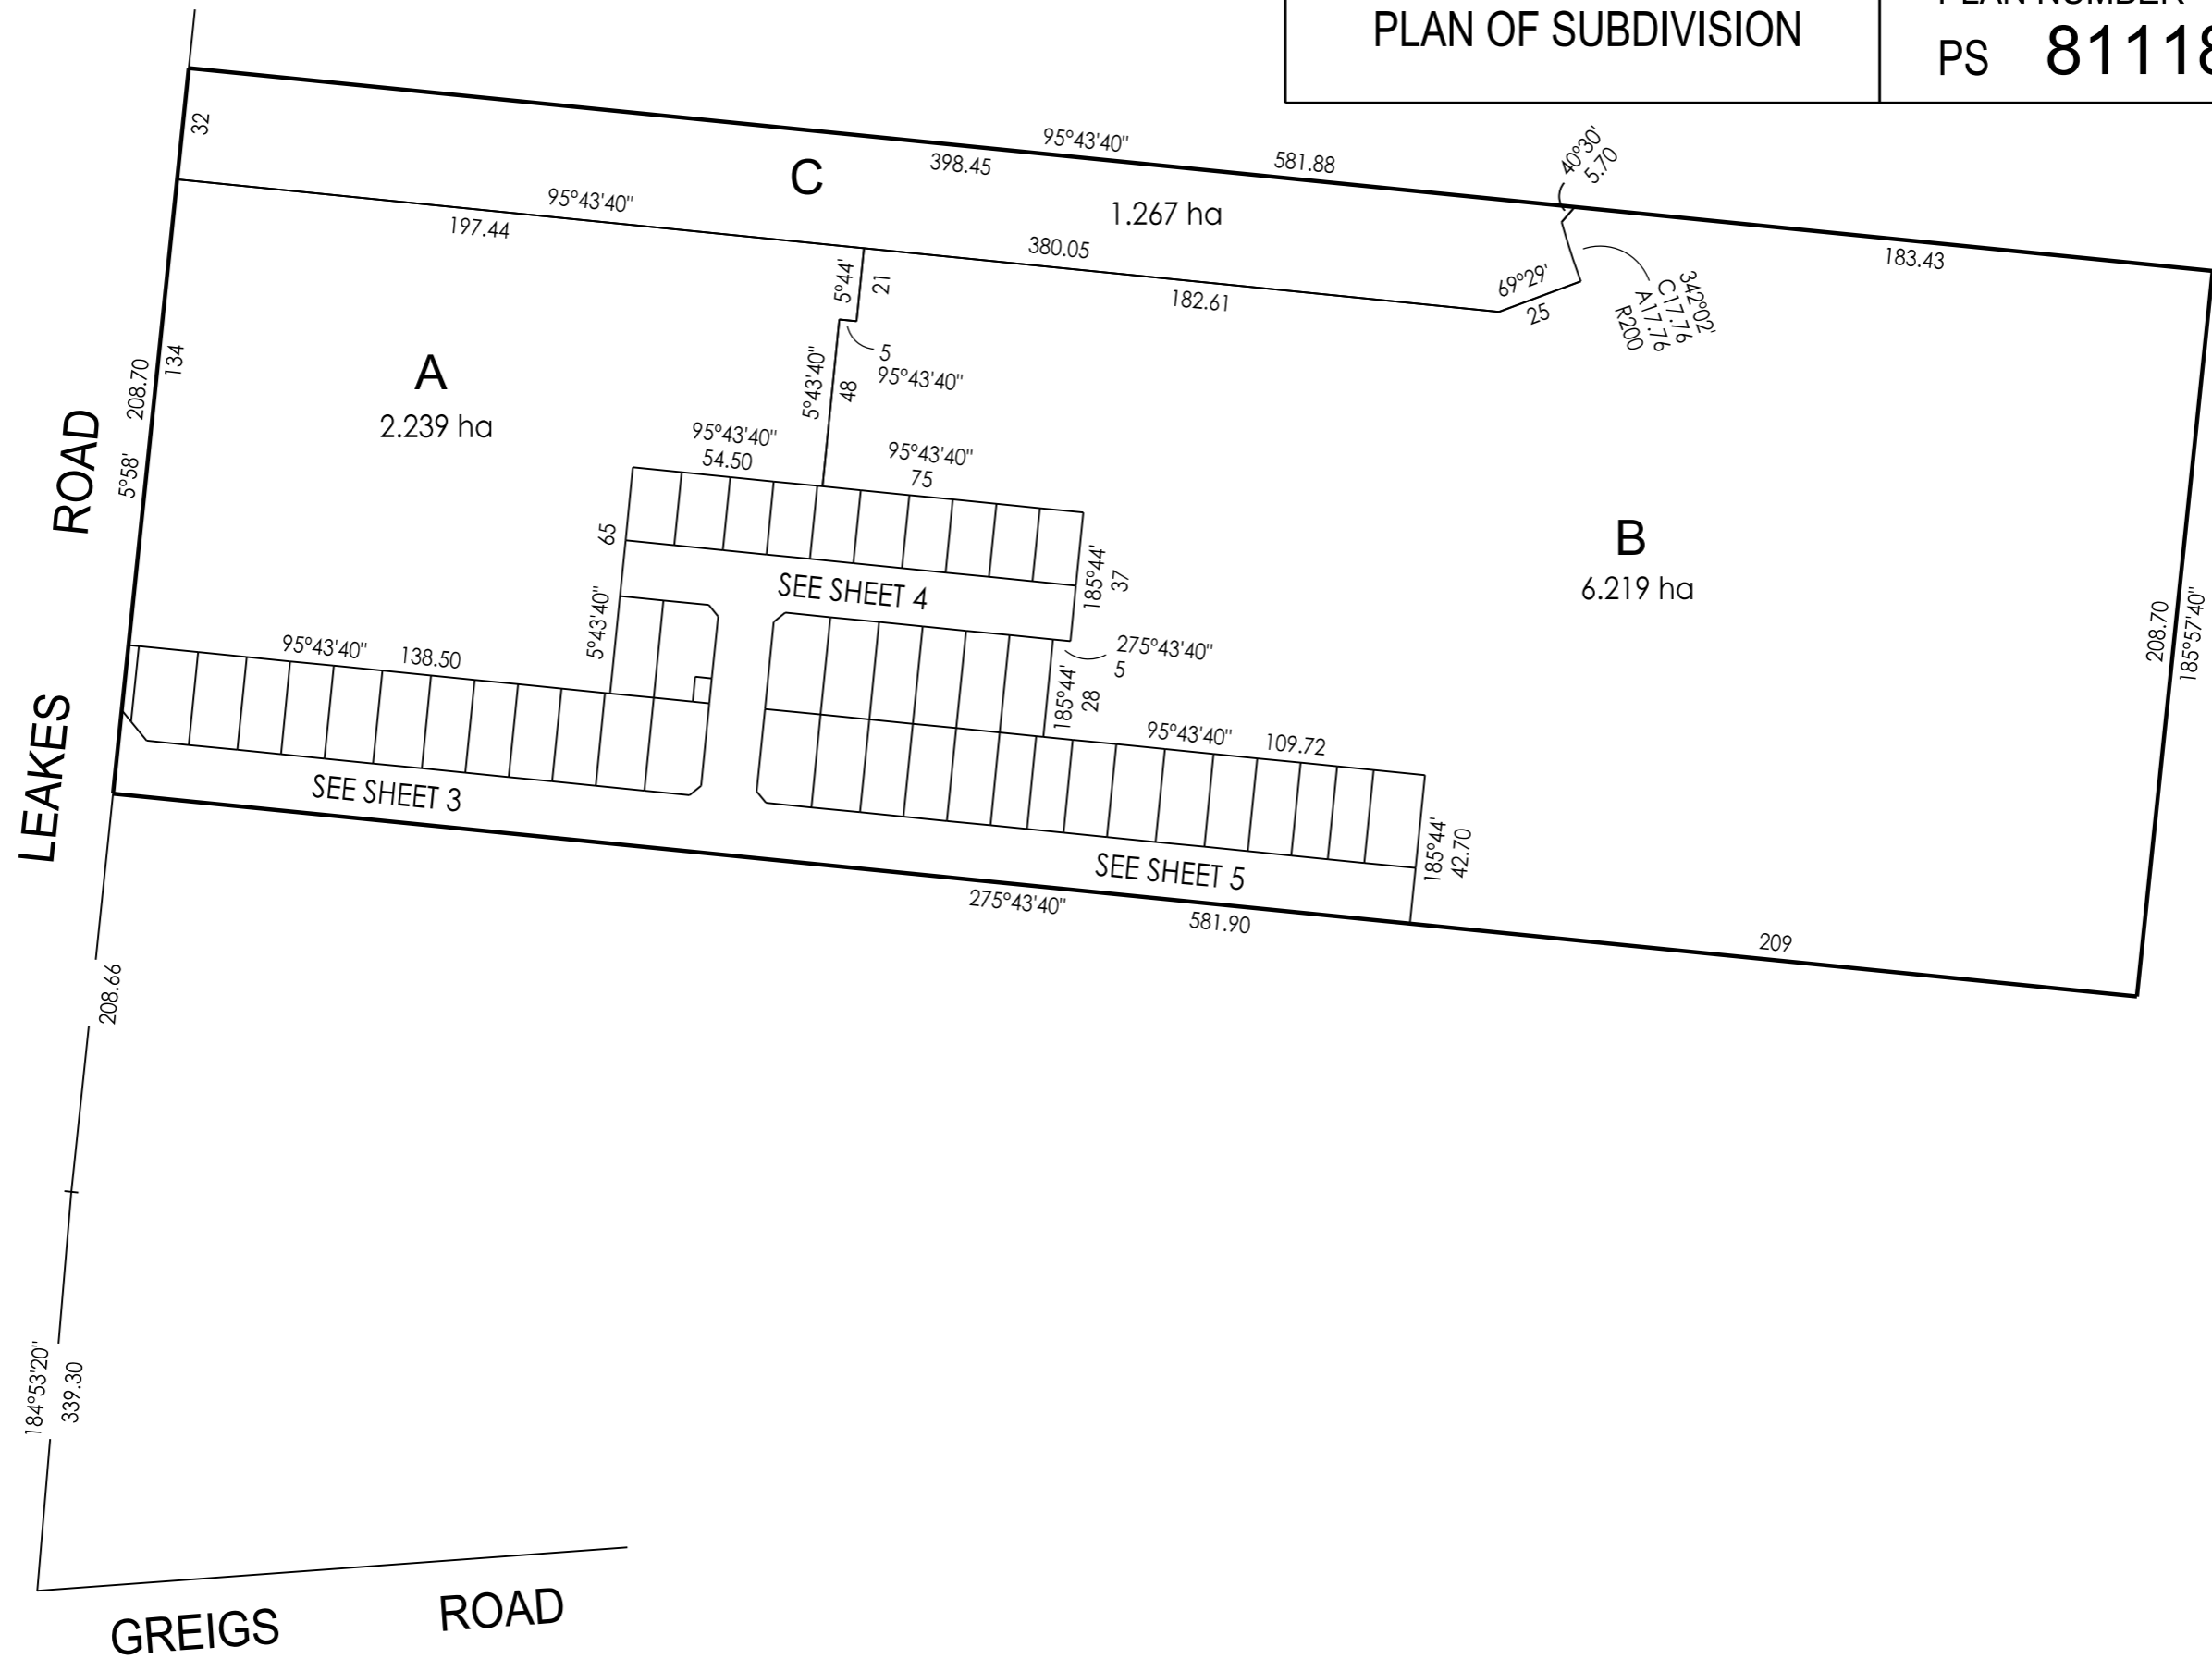 PLAN OF SUBDIVISION
PLAN NUMBER
PS 81118
32
95°43'40"
398.45
581.88
40°30'
5.70
C
1.267 ha
95°43'40"
197.44
380.05
182.61
69°29'
25
342°02'
C17.76
A17.76
R200
183.43
5°44'
21
5
95°43'40"
5°43'40"
48
A
2.239 ha
134
208.70
5°58'
ROAD
LEAKES
95°43'40"
54.50
95°43'40"
75
65
5°43'40"
SEE SHEET 4
185°44'
37
275°43'40"
5
185°44'
28
B
6.219 ha
208.70
185°57'40"
95°43'40"
138.50
SEE SHEET 3
95°43'40"
109.72
185°44'
42.70
SEE SHEET 5
275°43'40"
581.90
209
208.66
184°53'20"
339.30
GREIGS ROAD